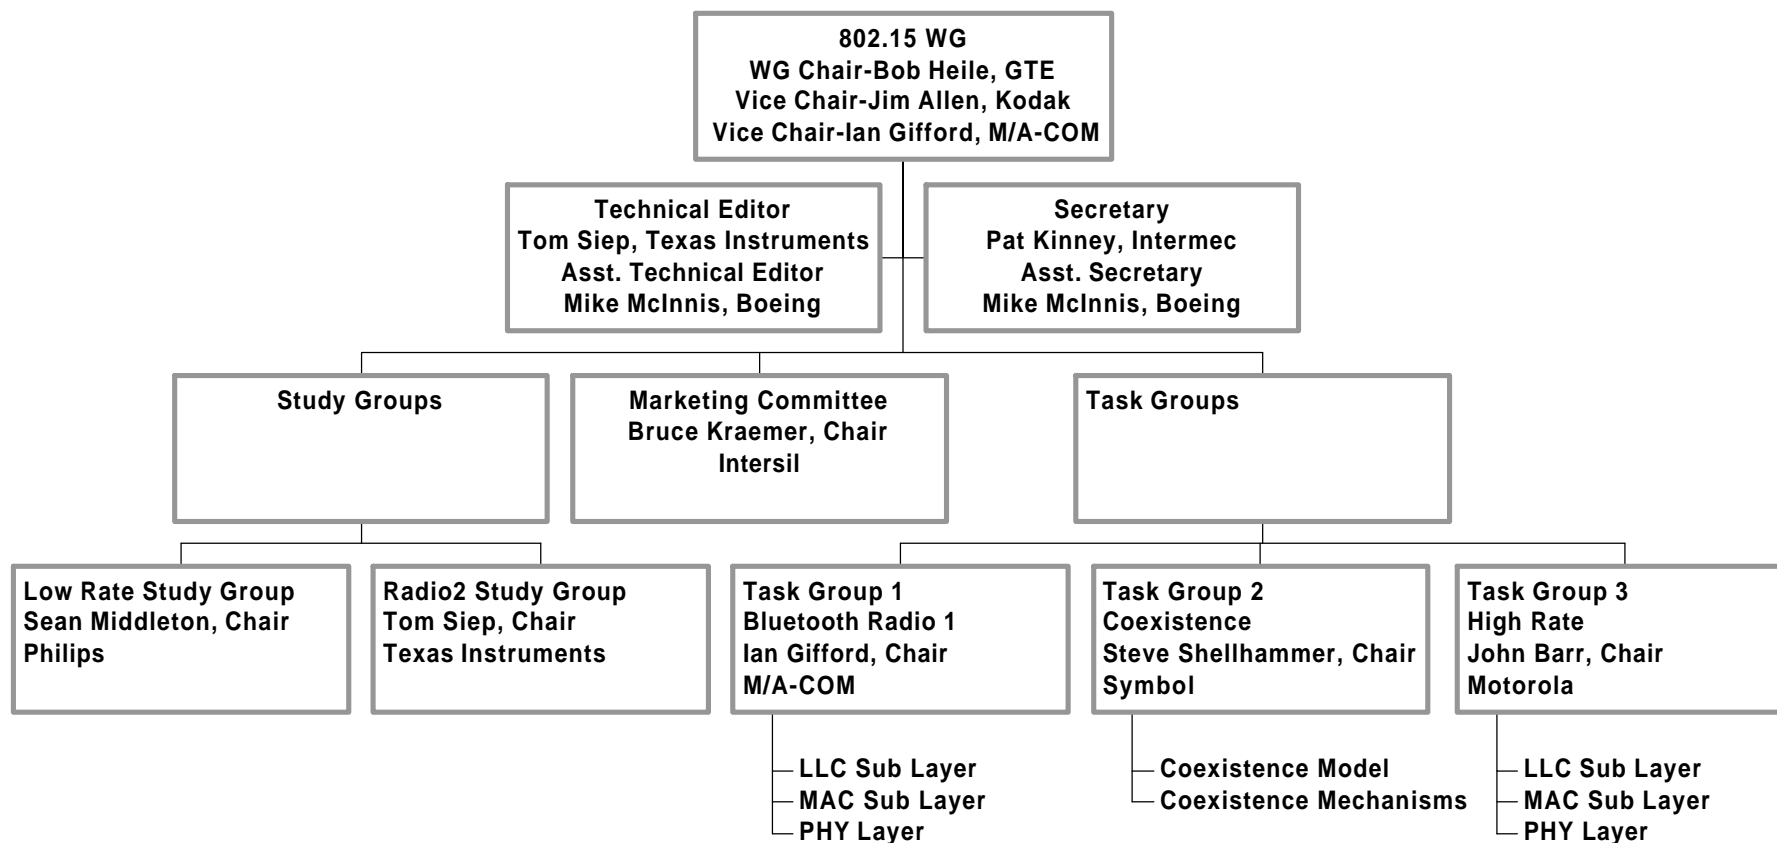 802.15 WG
WG Chair-Bob Heile, GTE
Vice Chair-Jim Allen, Kodak
Vice Chair-Ian Gifford, M/A-COM
Technical Editor
Tom Siep, Texas Instruments
Asst. Technical Editor
Mike McInnis, Boeing
Secretary
Pat Kinney, Intermec
Asst. Secretary
Mike McInnis, Boeing
Study Groups
Marketing Committee
Bruce Kraemer, Chair
Intersil
Task Groups
Low Rate Study Group
Sean Middleton, Chair
Philips
Radio2 Study Group
Tom Siep, Chair
Texas Instruments
Task Group 1
Bluetooth Radio 1
Ian Gifford, Chair
M/A-COM
LLC Sub Layer
MAC Sub Layer
PHY Layer
Task Group 2
Coexistence
Steve Shellhammer, Chair
Symbol
Coexistence Model
Coexistence Mechanisms
Task Group 3
High Rate
John Barr, Chair
Motorola
LLC Sub Layer
MAC Sub Layer
PHY Layer